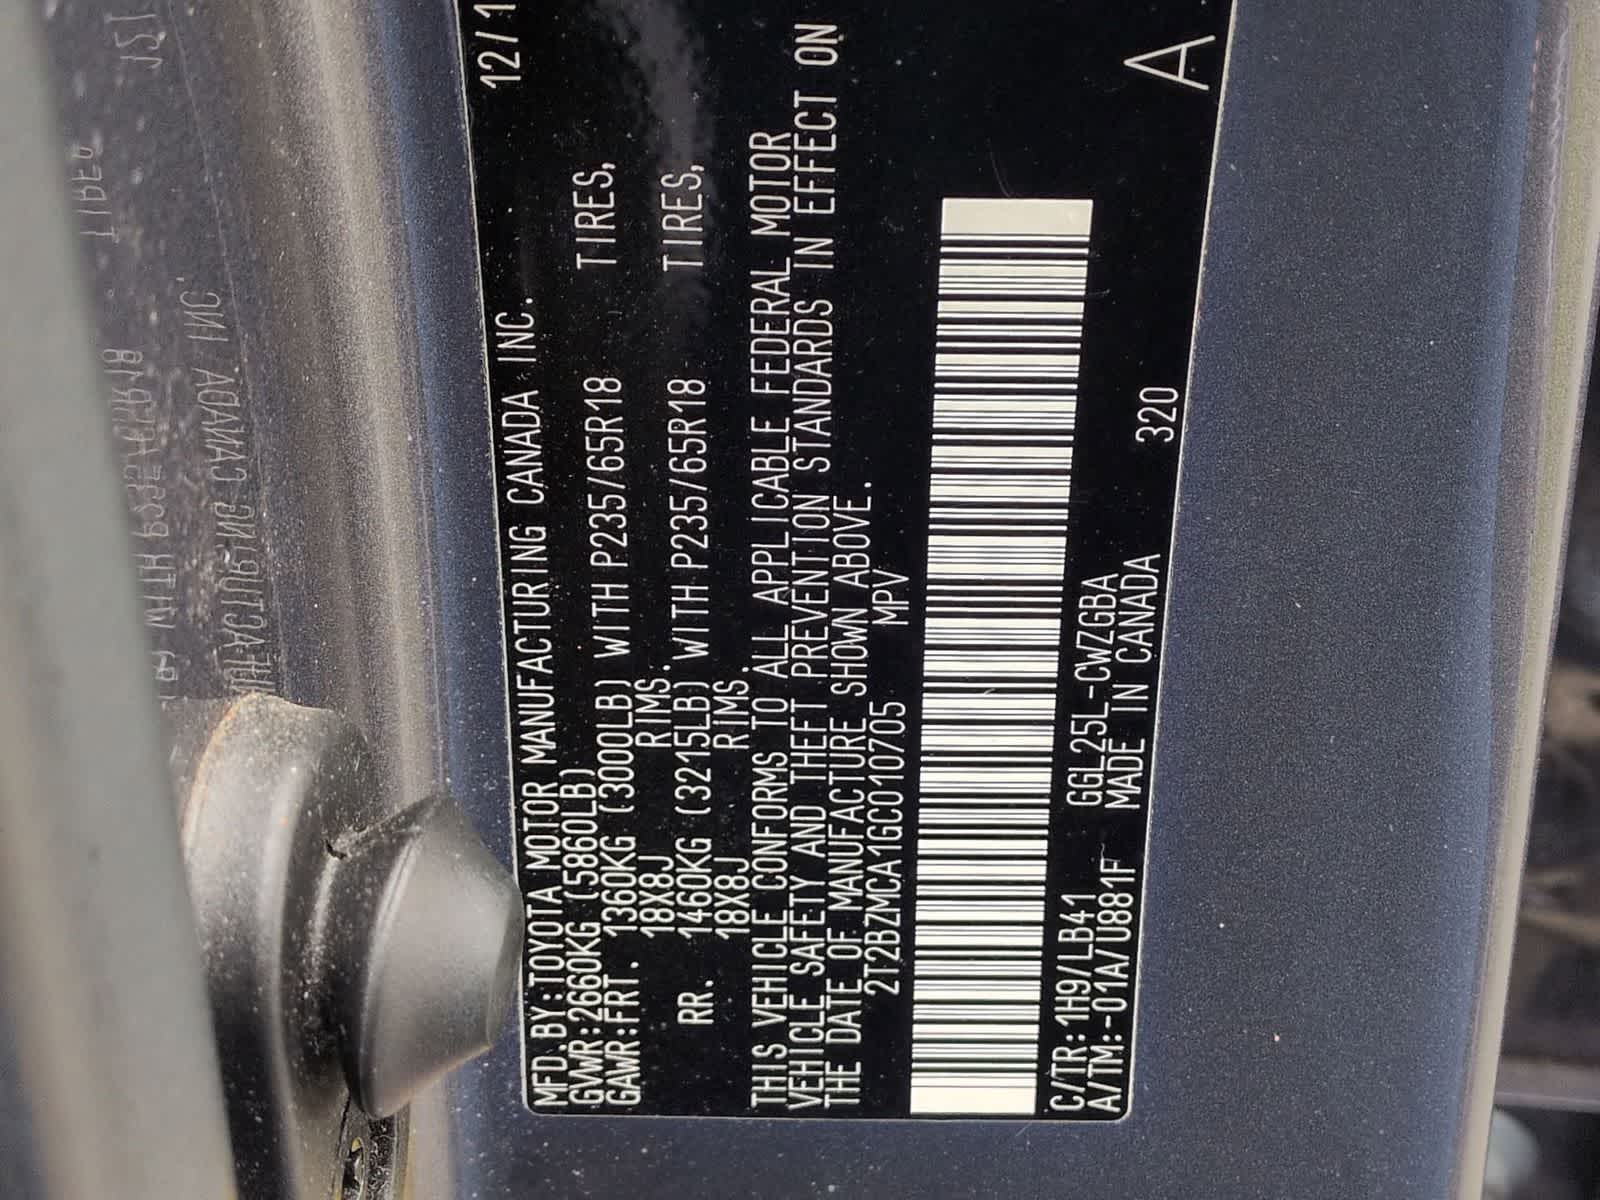 MFD.BY:TOYOTA MOTOR MANUFACTURING CANADA INC. 12/1
GVWR:2660KG (5860LB)
GAWR:FRT. 1360KG (3000LB) WITH P235/65R18 TIRES,
18X8J RIMS.
RR. 1460KG (3215LB) WITH P235/65R18 TIRES,
18X8J RIMS.
THIS VEHICLE CONFORMS TO ALL APPLICABLE FEDERAL MOTOR
VEHICLE SAFETY AND THEFT PREVENTION STANDARDS IN EFFECT ON
THE DATE OF MANUFACTURE SHOWN ABOVE.
2T2BZMCA1GC010705 MPV
C/TR:1H9/LB41 GGL25L-CWZGBA
A/TM:-01A/U881F MADE IN CANADA 320 A